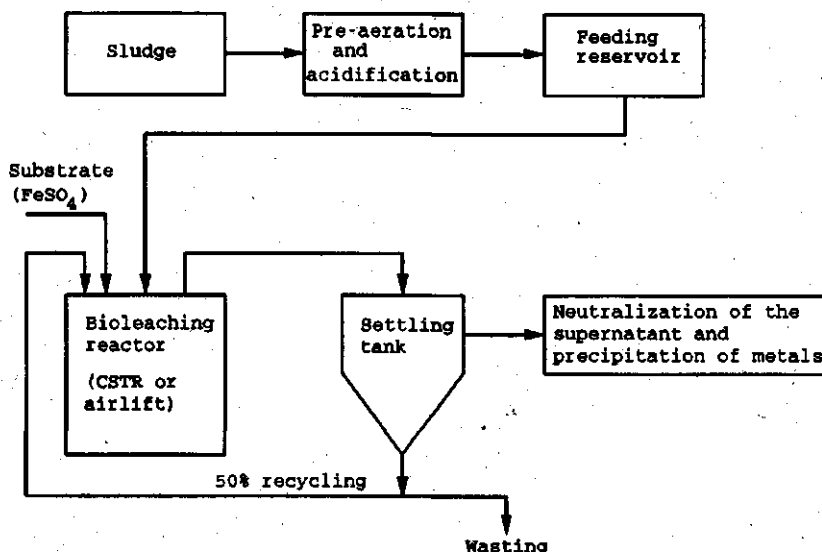 Sludge
Pre-aeration
and
acidification
Feeding
reservoir
Substrate
(FeSO4)
Bioleaching
reactor
(CSTR or
airlift)
Settling
tank
Neutralization of the
supernatant and
precipitation of metals
50% recycling
Wasting